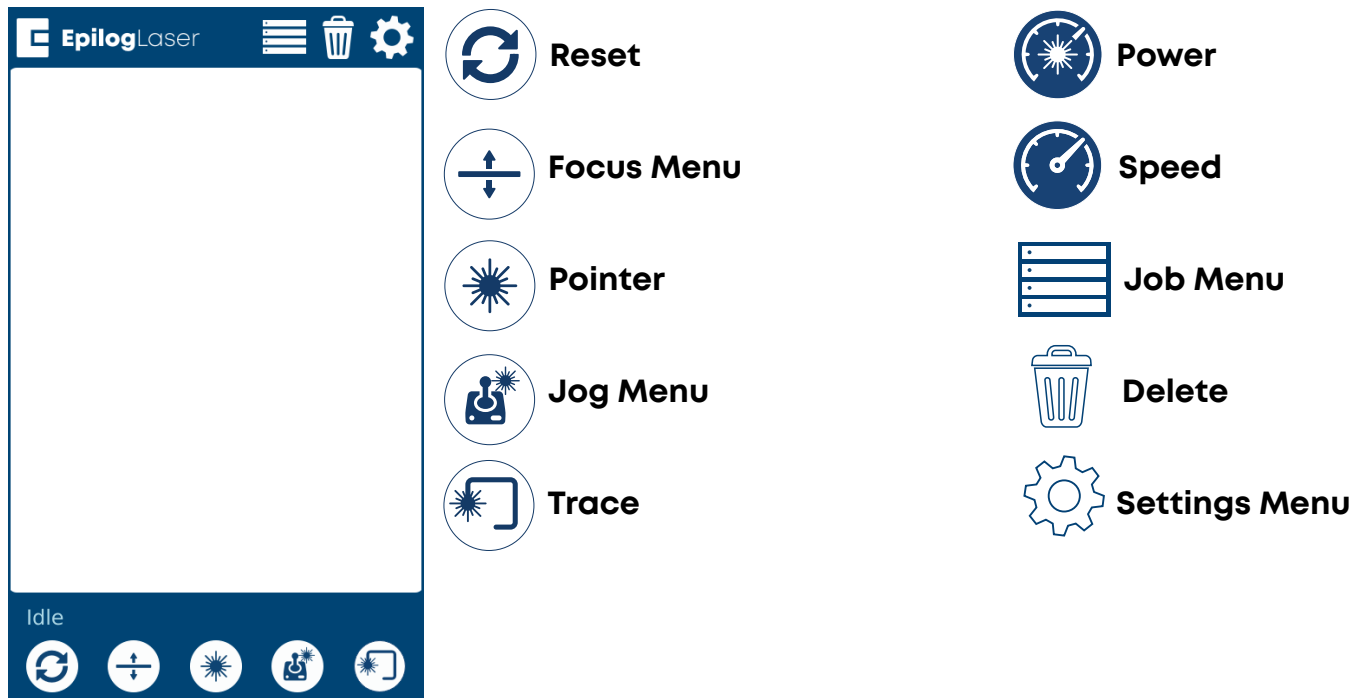 EpilogLaser
Idle
Reset
Focus Menu
Pointer
Jog Menu
Trace
Power
Speed
Job Menu
Delete
Settings Menu